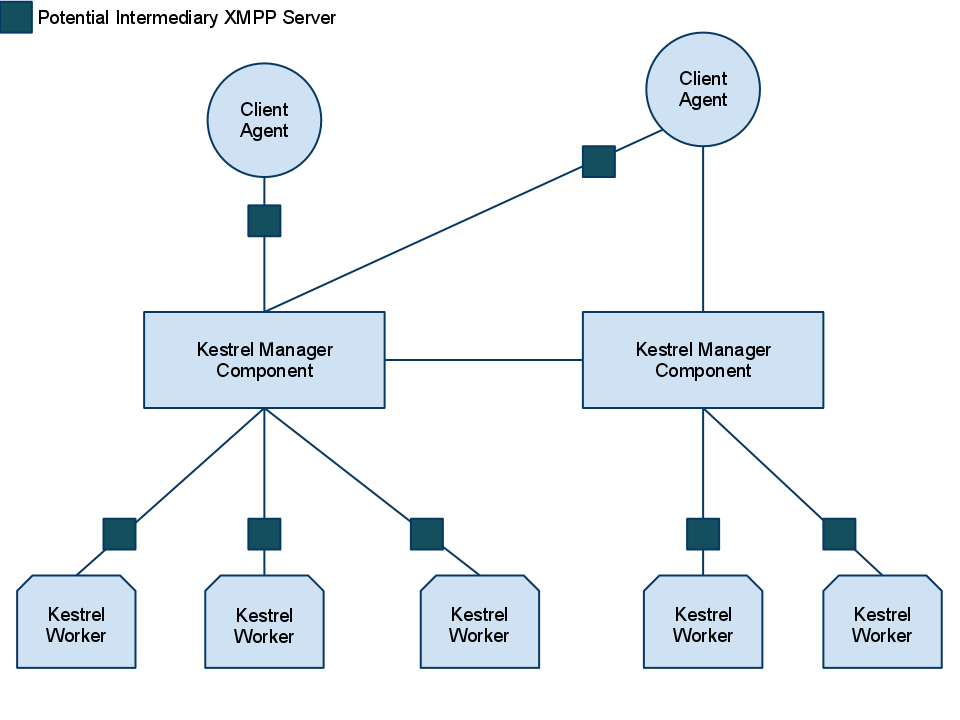 Potential Intermediary XMPP Server
Client
Agent
Client
Agent
Kestrel Manager
Component
Kestrel Manager
Component
Kestrel
Worker
Kestrel
Worker
Kestrel
Worker
Kestrel
Worker
Kestrel
Worker